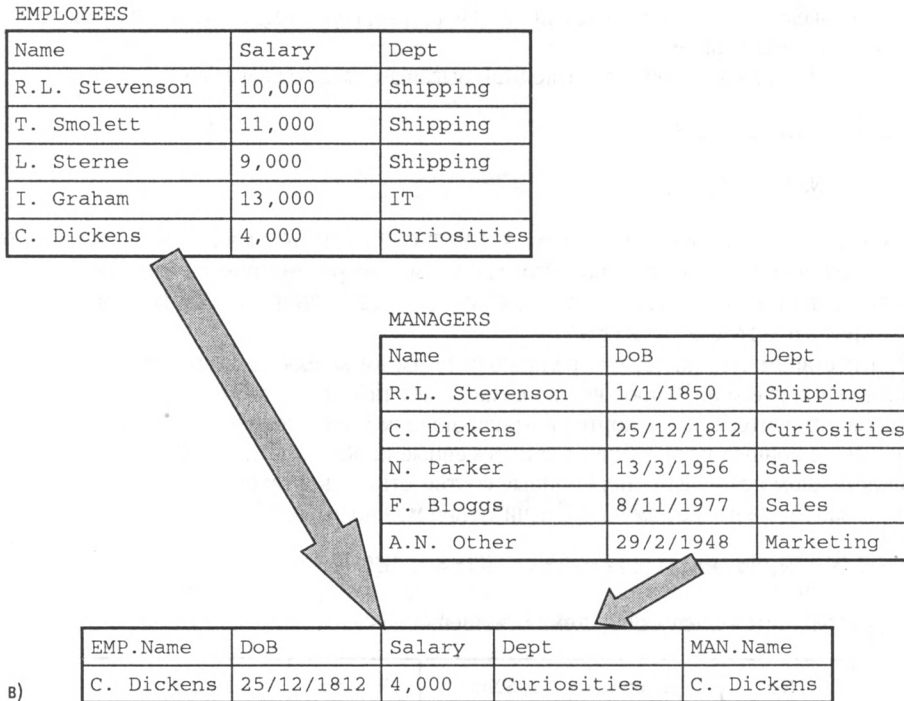 EMPLOYEES
Name Salary Dept
R.L. Stevenson 10,000 Shipping
T. Smolett 11,000 Shipping
L. Sterne 9,000 Shipping
I. Graham 13,000 IT
C. Dickens 4,000 Curiosities
MANAGERS
Name DoB Dept
R.L. Stevenson 1/1/1850 Shipping
C. Dickens 25/12/1812 Curiosities
N. Parker 13/3/1956 Sales
F. Bloggs 8/11/1977 Sales
A.N. Other 29/2/1948 Marketing
EMP.Name DoB Salary Dept MAN.Name
B) C. Dickens 25/12/1812 4,000 Curiosities C. Dickens